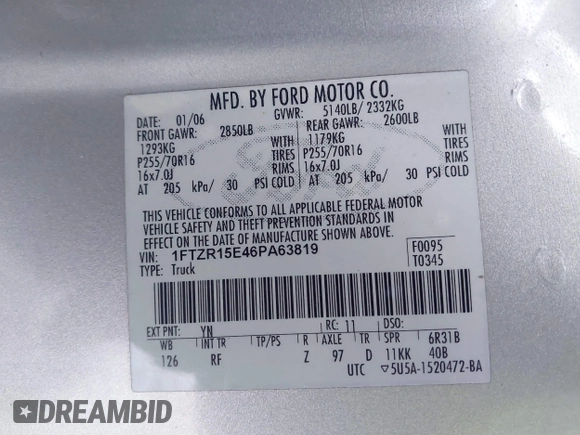 MFD. BY FORD MOTOR CO.
DATE: 01/06 GVWR: 5140LB/ 2332KG
FRONT GAWR: 2850LB REAR GAWR: 2600LB
1293KG WITH 1179KG WITH
P255/70R16 TIRES P255/70R16 TIRES
16x7.0J RIMS 16x7.0J RIMS
AT 205 kPa/ 30 PSI COLD AT 205 kPa/ 30 PSI COLD
THIS VEHICLE CONFORMS TO ALL APPLICABLE FEDERAL MOTOR
VEHICLE SAFETY AND THEFT PREVENTION STANDARDS IN
EFFECT ON THE DATE OF MANUFACTURE SHOWN ABOVE.
VIN: 1FTZR15E46PA63819 F0095
TYPE: Truck T0345
EXT PNT: YN RC: 11 DSO:
WB INT TR TP/PS R AXLE TR SPR 6R31B
126 RF Z 97 D 11KK 40B
UTC ▽5U5A-1520472-BA
Ford
DREAMBID